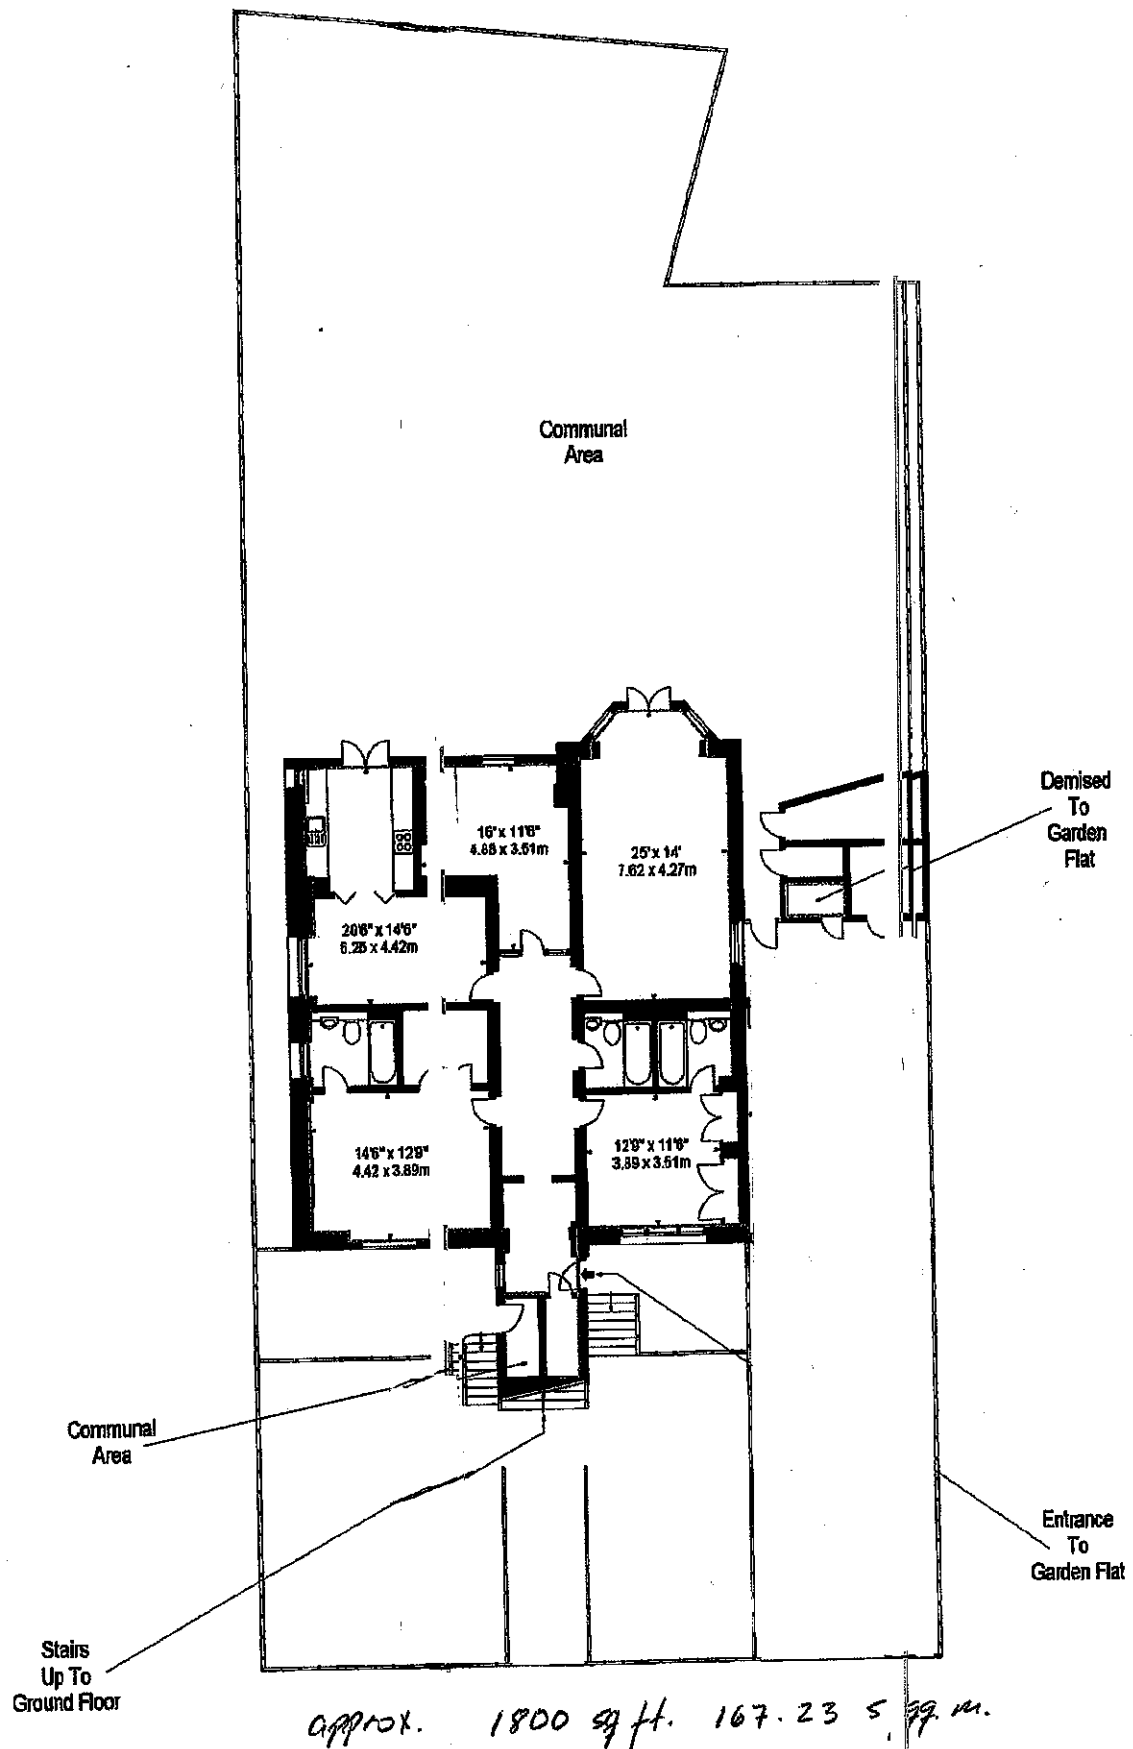 Communal
Area
Demised
To
Garden
Flat
16' x 11'6"
4.88 x 3.51m
25' x 14'
7.62 x 4.27m
20'6" x 14'6"
6.25 x 4.42m
14'6" x 12'9"
4.42 x 3.89m
12'9" x 11'6"
3.89 x 3.51m
Communal
Area
Entrance
To
Garden Flat
Stairs
Up To
Ground Floor
approx. 1800 sq ft. 167.23 5 sq. m.